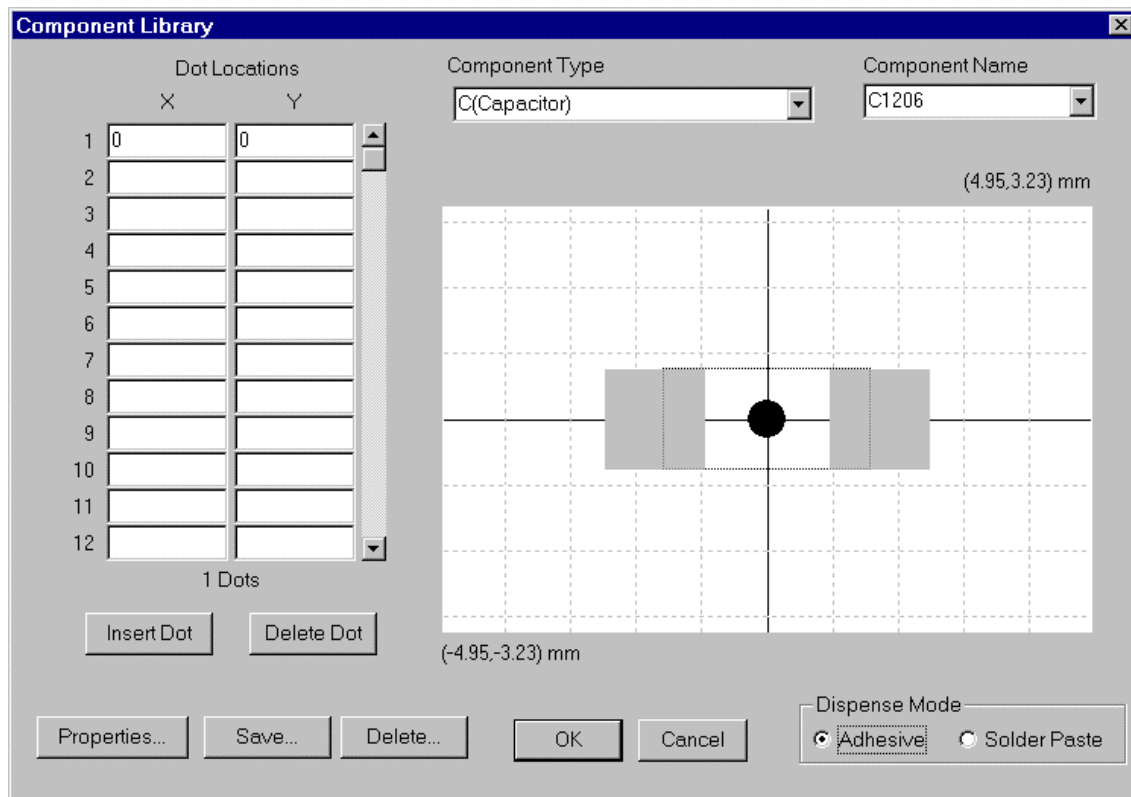 Component Library
Dot Locations
X Y
1 0 0
2
3
4
5
6
7
8
9
10
11
12
1 Dots
Insert Dot Delete Dot
Component Type
C(Capacitor)
Component Name
C1206
(4.95,3.23) mm
(-4.95,-3.23) mm
Properties... Save... Delete... OK Cancel
Dispense Mode
Adhesive Solder Paste